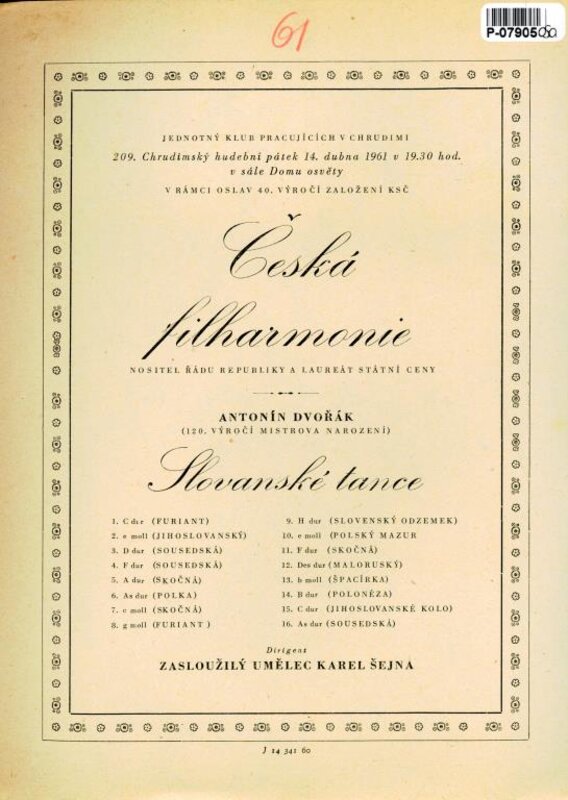 61
P-07905
JEDNOTNÝ KLUB PRACUJÍCÍCH V CHRUDIMI
209. Chrudimský hudební pátek 14. dubna 1961 v 19.30 hod.
v sále Domu osvěty
V RÁMCI OSLAV 40. VÝROČÍ ZALOŽENÍ KSČ
Česká
filharmonie
NOSITEL ŘÁDU REPUBLIKY A LAUREÁT STÁTNÍ CENY
ANTONÍN DVOŘÁK
(120. VÝROČÍ MISTROVA NAROZENÍ)
Slovanské tance
1. C dur (FURIANT)
2. e moll (JIHOSLOVANSKÝ)
3. D dur (SOUSEDSKÁ)
4. F dur (SOUSEDSKÁ)
5. A dur (SKOČNÁ)
6. As dur (POLKA)
7. c moll (SKOČNÁ)
8. g moll (FURIANT)
9. H dur (SLOVENSKÝ ODZEMEK)
10. e moll (POLSKÝ MAZUR
11. F dur (SKOČNÁ)
12. Des dur (MALORUSKÝ)
13. b moll (ŠPACÍRKA)
14. B dur (POLONÉZA)
15. C dur (JIHOSLOVANSKÉ KOLO)
16. As dur (SOUSEDSKÁ)
Dirigent
ZASLOUŽILÝ UMĚLEC KAREL ŠEJNA
J 14 341 60